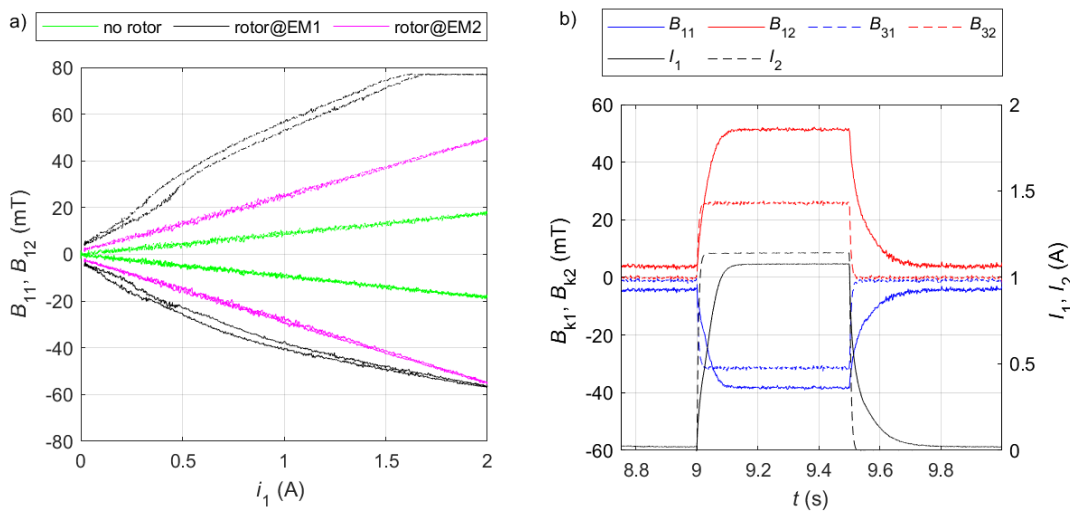 a)
no rotor rotor@EM1 rotor@EM2
80
60
40
20
0
-20
-40
-60
-80
0 0.5 1 1.5 2
i1 (A)
B11, B12 (mT)
b)
B11 B12 B31 B32
I1 I2
60
40
20
0
-20
-40
-60
2
1.5
1
0.5
0
8.8 9 9.2 9.4 9.6 9.8
t (s)
Bk1, Bk2 (mT)
I1, I2 (A)